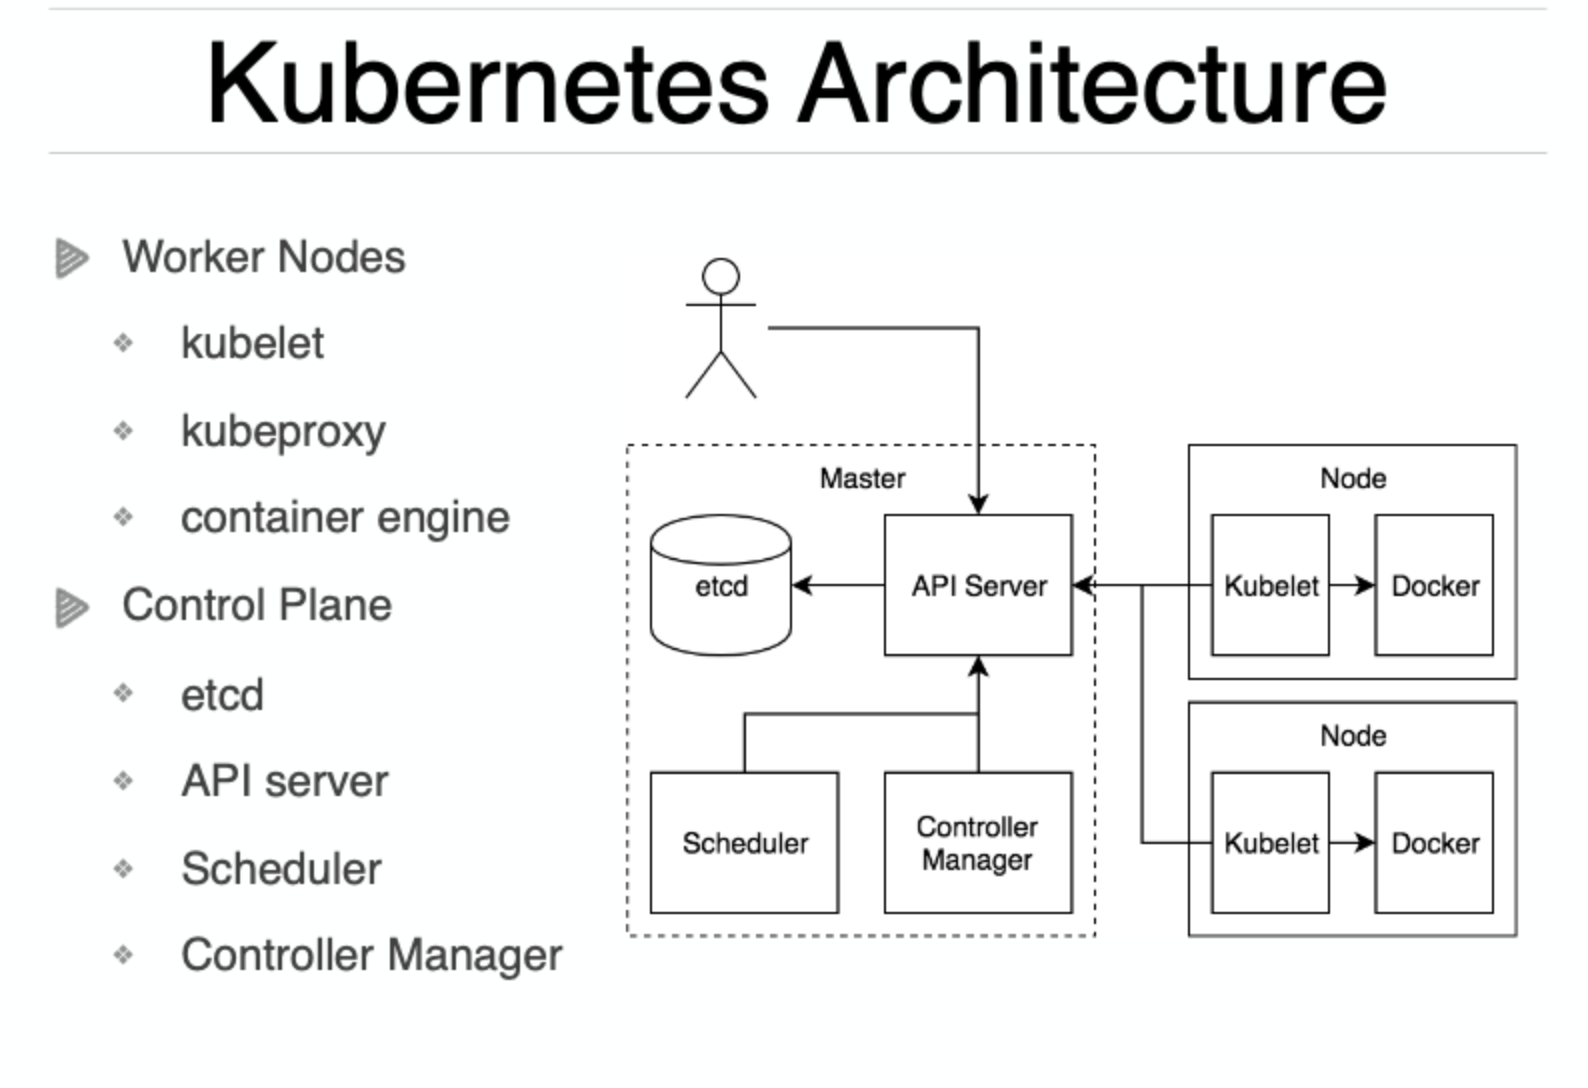 Kubernetes Architecture
Worker Nodes
kubelet
kubeproxy
container engine
Control Plane
etcd
API server
Scheduler
Controller Manager
Master
etcd
API Server
Scheduler
Controller
Manager
Node
Kubelet
Docker
Node
Kubelet
Docker